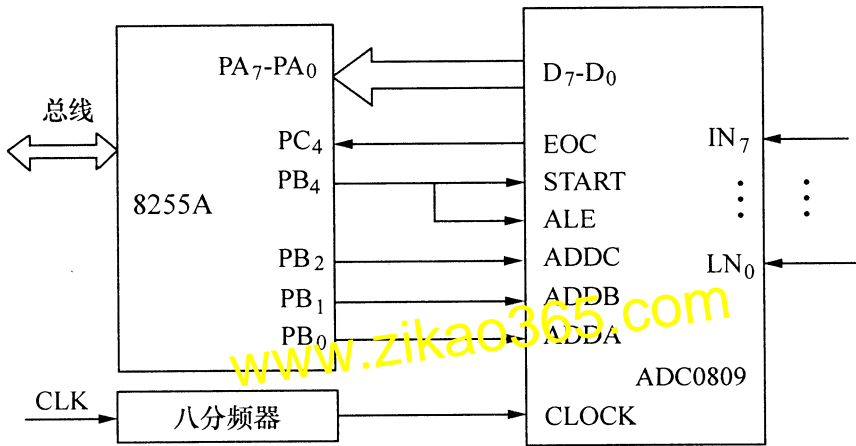 PA₇-PA₀
D₇-D₀
总线
PC₄
EOC
IN₇
PB₄
START
8255A
ALE
PB₂
ADDC
LN₀
PB₁
ADDB
PB₀
ADDA
www.zikao365.com
ADC0809
CLK
八分频器
CLOCK